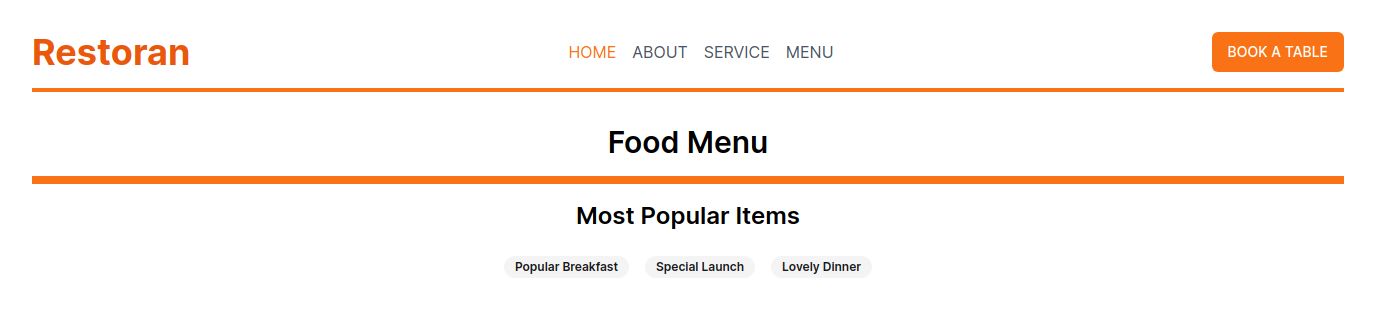 Restoran
HOME ABOUT SERVICE MENU
BOOK A TABLE
Food Menu
Most Popular Items
Popular Breakfast Special Launch Lovely Dinner